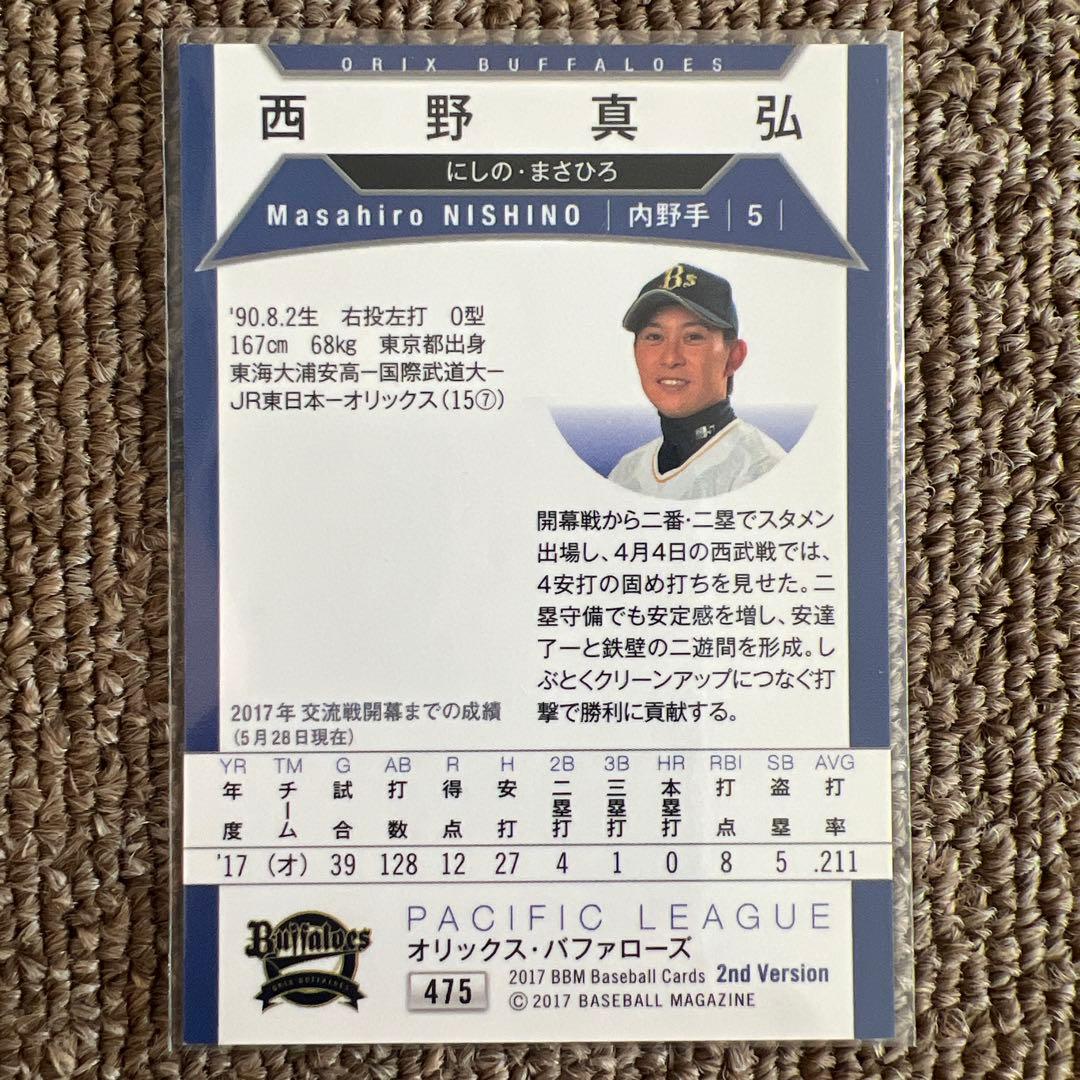 ORIX BUFFALOES
西野真弘
にしの・まさひろ
Masahiro NISHINO｜内野手｜5｜
Bs
'90.8.2生　右投左打　O型
167cm　68kg　東京都出身
東海大浦安高－国際武道大－
JR東日本－オリックス(15⑦)
開幕戦から二番・二塁でスタメン
出場し、4月4日の西武戦では、
4安打の固め打ちを見せた。二
塁守備でも安定感を増し、安達
了一と鉄壁の二遊間を形成。し
ぶとくクリーンアップにつなぐ打
撃で勝利に貢献する。
2017年 交流戦開幕までの成績
(5月28日現在)
YR TM G AB R H 2B 3B HR RBI SB AVG
年度 チーム 試合 打数 得点 安打 二塁打 三塁打 本塁打 打点 盗塁 打率
'17 (オ) 39 128 12 27 4 1 0 8 5 .211
Buffaloes
ORIX BUFFALOES
PACIFIC LEAGUE
オリックス・バファローズ
475
2017 BBM Baseball Cards 2nd Version
© 2017 BASEBALL MAGAZINE